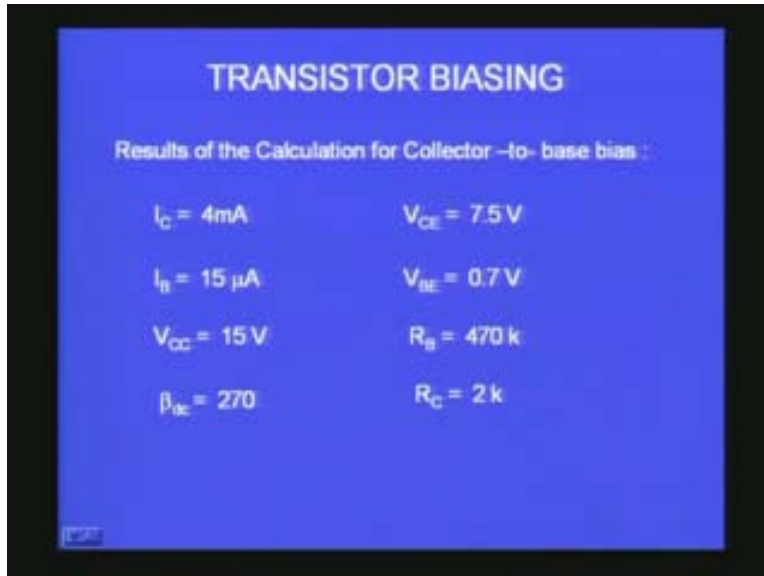 TRANSISTOR BIASING
Results of the Calculation for Collector –to- base bias :
I_C = 4mA V_CE = 7.5 V
I_B = 15 μA V_BE = 0.7 V
V_CC = 15 V R_B = 470 k
β_dc = 270 R_C = 2 k